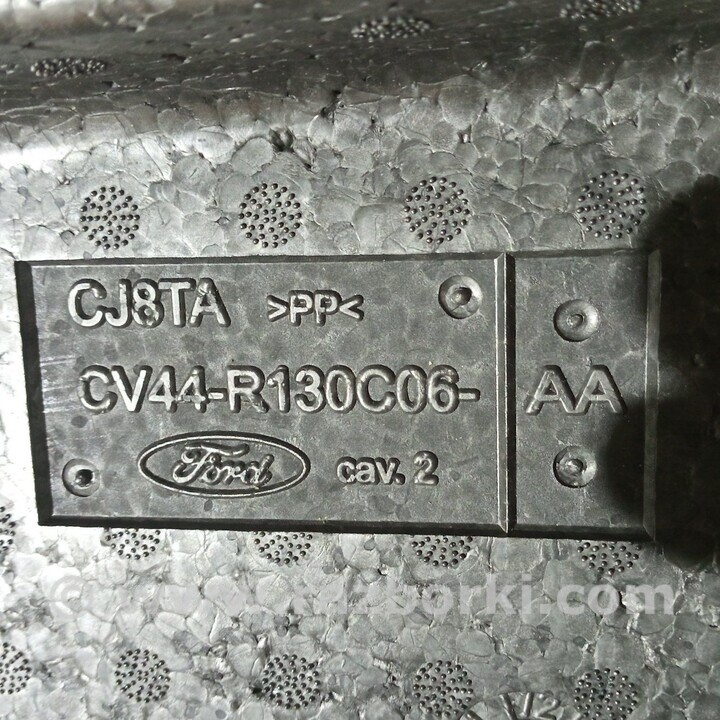 CJ8TA >PP<
CV44-R130C06- AA
Ford cav. 2